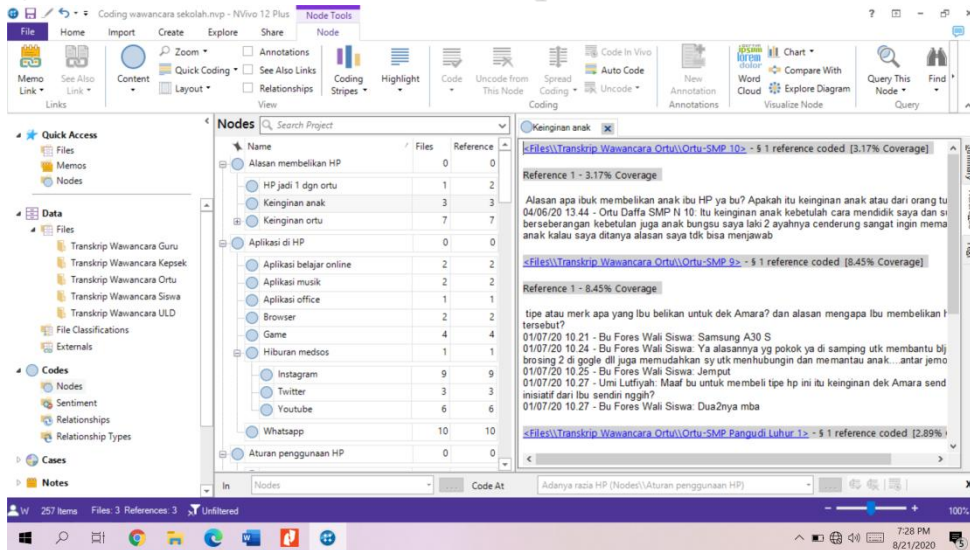 Coding wawancara sekolah.nvp - NVivo 12 Plus
Node Tools
File Home Import Create Explore Share Node
Memo Link
See Also Link
Links
Content
Zoom
Quick Coding
Layout
Annotations
See Also Links
Relationships
View
Coding Stripes
Highlight
Code
Uncode from This Node
Spread Coding
Code In Vivo
Auto Code
Uncode
Coding
New Annotation
Annotations
Word Cloud
Chart
Compare With
Explore Diagram
Visualize Node
Query This Node
Find
Query
Quick Access
Files
Memos
Nodes
Data
Files
Transkrip Wawancara Guru
Transkrip Wawancara Kepsek
Transkrip Wawancara Ortu
Transkrip Wawancara Siswa
Transkrip Wawancara ULD
File Classifications
Externals
Codes
Nodes
Sentiment
Relationships
Relationship Types
Cases
Notes
Nodes Search Project
Name Files Reference
Alasan membelikan HP 0 0
HP jadi 1 dgn ortu 1 2
Keinginan anak 3 3
Keinginan ortu 7 7
Aplikasi di HP 0 0
Aplikasi belajar online 2 2
Aplikasi musik 2 2
Aplikasi office 1 1
Browser 2 2
Game 4 4
Hiburan medsos 1 1
Instagram 9 9
Twitter 3 3
Youtube 6 6
Whatsapp 10 10
Aturan penggunaan HP 0 0
Keinginan anak
<Files\\Transkrip Wawancara Ortu\\Ortu-SMP 10> - § 1 reference coded [3.17% Coverage]
Reference 1 - 3.17% Coverage
Alasan apa ibuk membelikan anak ibu HP ya bu? Apakah itu keinginan anak atau dari orang tu
04/06/20 13.44 - Ortu Daffa SMP N 10: Itu keinginan anak kebetulah cara mendidik saya dan su
berseberangan kebetulan juga anak bungsu saya laki 2 ayahnya cenderung sangat ingin mema
anak kalau saya ditanya alasan saya tdk bisa menjawab
<Files\\Transkrip Wawancara Ortu\\Ortu-SMP 9> - § 1 reference coded [8.45% Coverage]
Reference 1 - 8.45% Coverage
tipe atau merk apa yang Ibu belikan untuk dek Amara? dan alasan mengapa Ibu membelikan
tersebut?
01/07/20 10.21 - Bu Fores Wali Siswa: Samsung A30 S
01/07/20 10.24 - Bu Fores Wali Siswa: Ya alasannya yg pokok ya di samping utk membantu blj
brosing 2 di gogle dll juga memudahkan sy utk menhubungin dan memantau anak....antar jemo
01/07/20 10.25 - Bu Fores Wali Siswa: Jemput
01/07/20 10.27 - Umi Lutfiyah: Maaf bu untuk membeli tipe hp ini itu keinginan dek Amara send
inisiatif dari Ibu sendiri nggih?
01/07/20 10.27 - Bu Fores Wali Siswa: Dua2nya mba
<Files\\Transkrip Wawancara Ortu\\Ortu-SMP Pangudi Luhur 1> - § 1 reference coded [2.89%
In Nodes Code At Adanya razia HP (Nodes\\Aturan penggunaan HP)
W 257 Items Files: 3 References: 3 Unfiltered 100%
7:28 PM
8/21/2020